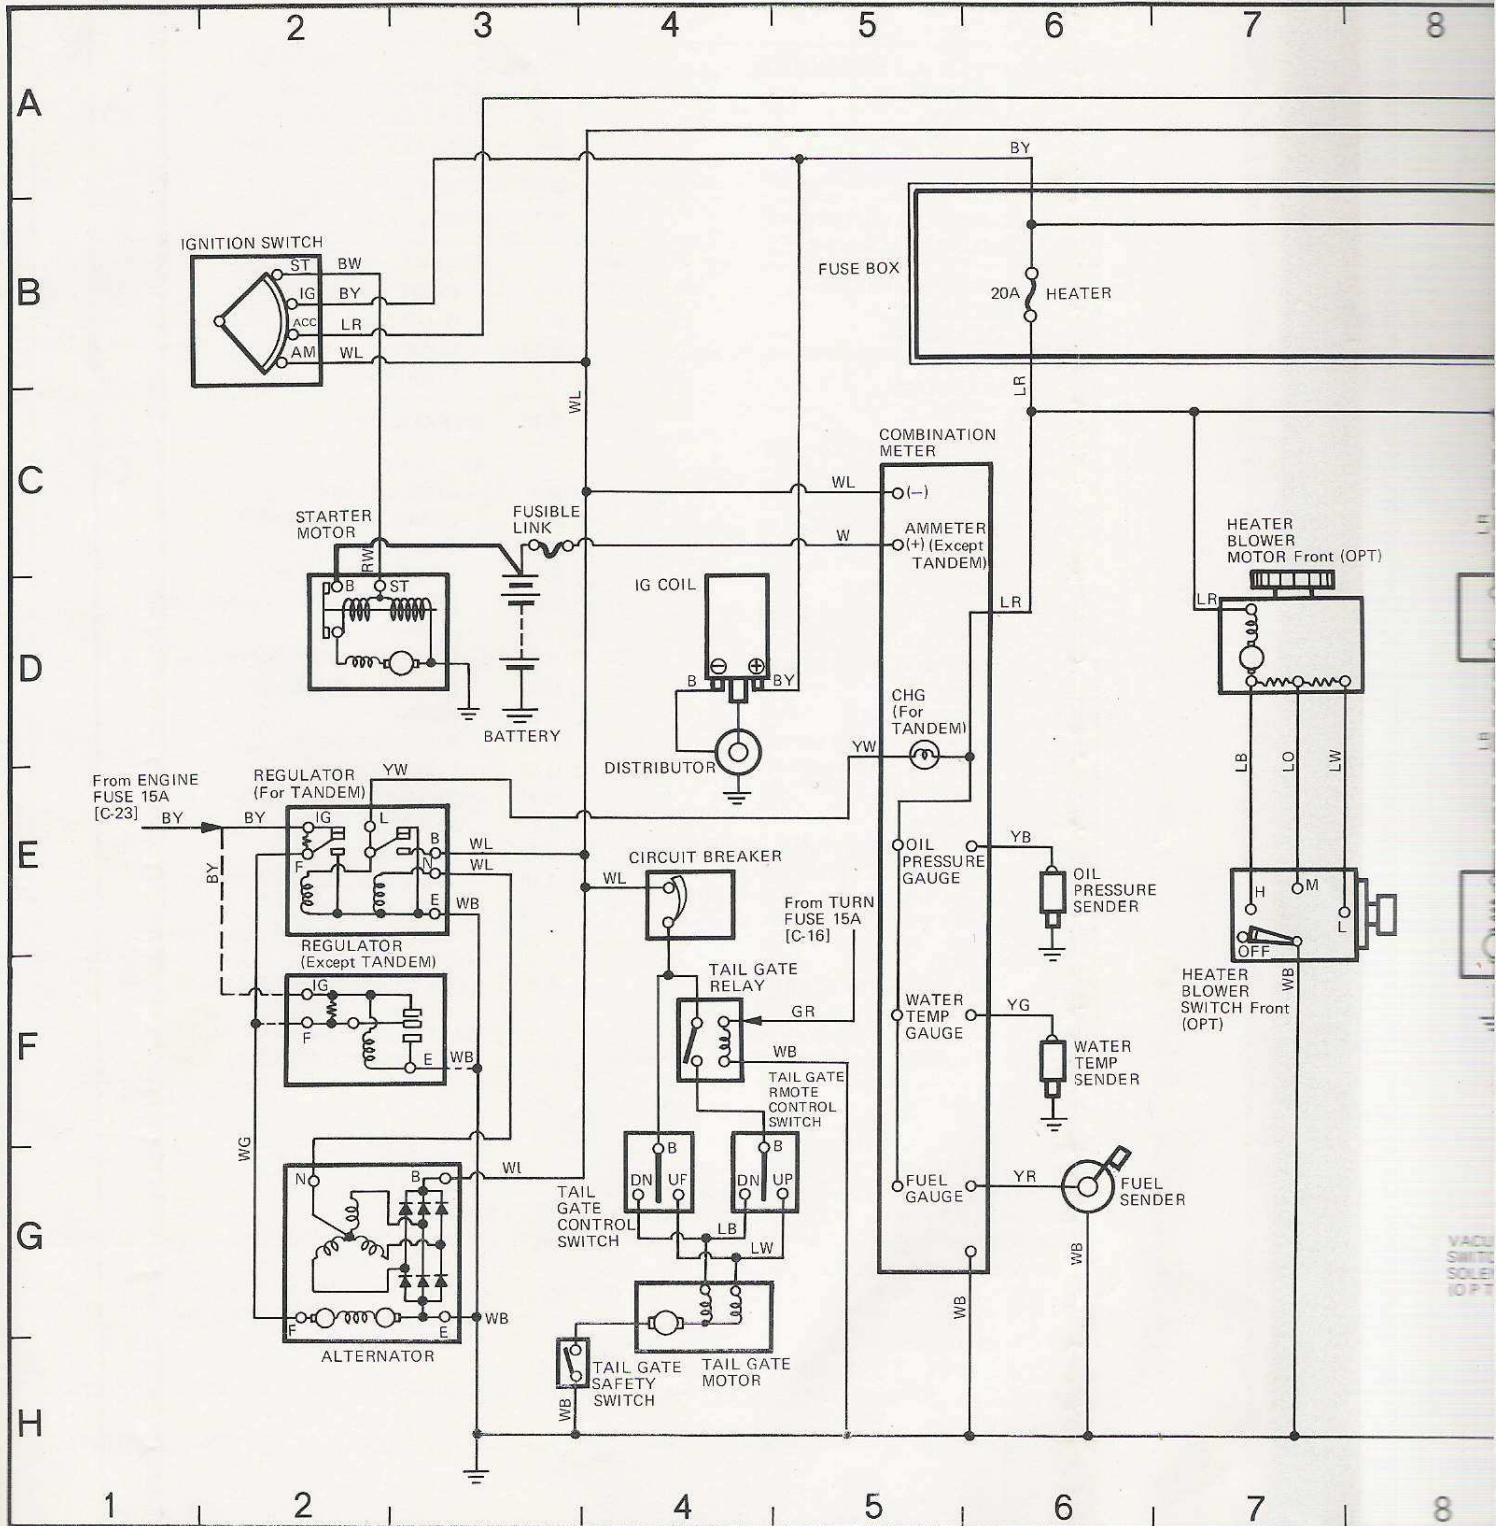 2 3 4 5 6 7 8
A
BY
IGNITION SWITCH
ST BW
IG BY
ACC LR
AM WL
B
FUSE BOX
20A HEATER
LR
WL
C
COMBINATION
METER
WL (−)
W
AMMETER
(+) (Except
TANDEM)
STARTER
MOTOR
FUSIBLE
LINK
RW
B ST
HEATER
BLOWER
MOTOR Front (OPT)
IG COIL
LR
LR
D
− +
B BY
BATTERY
DISTRIBUTOR
CHG
(For
TANDEM)
YW
LB LO LW
From ENGINE
FUSE 15A
[C-23]
BY BY
REGULATOR
(For TANDEM)
YW
IG L
B WL
N WL
F
E WB
E
BY
CIRCUIT BREAKER
WL
From TURN
FUSE 15A
[C-16]
OIL
PRESSURE
GAUGE
YB
OIL
PRESSURE
SENDER
H M
L
OFF
WB
HEATER
BLOWER
SWITCH Front
(OPT)
REGULATOR
(Except TANDEM)
IG
F
E WB
F
TAIL GATE
RELAY
GR
WB
WATER
TEMP
GAUGE
YG
WATER
TEMP
SENDER
TAIL GATE
RMOTE
CONTROL
SWITCH
WG
N B WL
F E WB
ALTERNATOR
G
TAIL
GATE
CONTROL
SWITCH
B
DN UF
B
DN UP
LB
LW
FUEL
GAUGE
YR
FUEL
SENDER
WB
WB
VACU
SWITC
SOLE
(OPT
TAIL GATE
SAFETY
SWITCH
TAIL GATE
MOTOR
WB
H
1 2 4 5 6 7 8